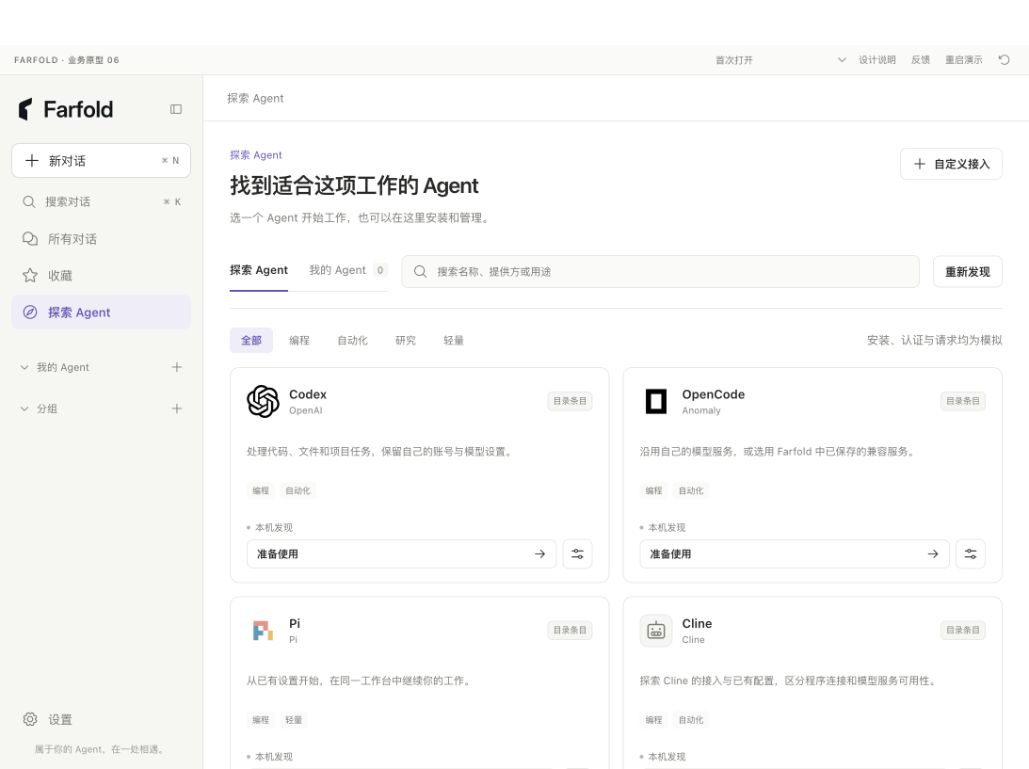 FARFOLD · 业务原型 06
首次打开
设计说明
反馈
重启演示
Farfold
新对话
⌘ N
搜索对话
⌘ K
所有对话
收藏
探索 Agent
我的 Agent
分组
设置
属于你的 Agent，在一处相遇。
探索 Agent
探索 Agent
找到适合这项工作的 Agent
选一个 Agent 开始工作，也可以在这里安装和管理。
自定义接入
探索 Agent
我的 Agent 0
搜索名称、提供方或用途
重新发现
全部
编程
自动化
研究
轻量
安装、认证与请求均为模拟
Codex
OpenAI
目录条目
处理代码、文件和项目任务，保留自己的账号与模型设置。
编程
自动化
本机发现
准备使用
OpenCode
Anomaly
目录条目
沿用自己的模型服务，或选用 Farfold 中已保存的兼容服务。
编程
自动化
本机发现
准备使用
Pi
Pi
目录条目
从已有设置开始，在同一工作台中继续你的工作。
编程
轻量
本机发现
Cline
Cline
目录条目
探索 Cline 的接入与已有配置，区分程序连接和模型服务可用性。
编程
自动化
本机发现